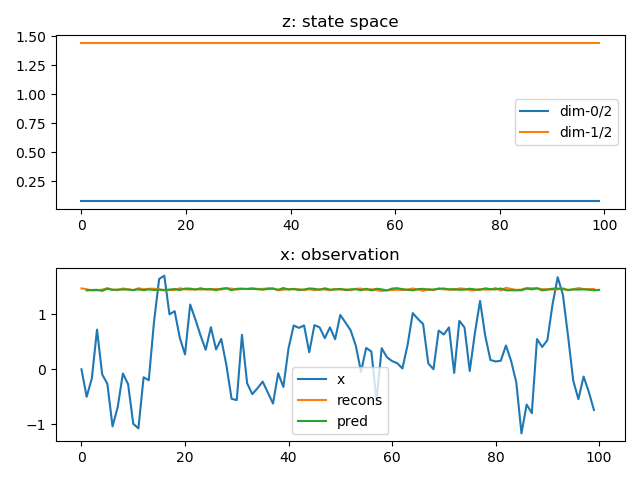 z: state space
1.50
1.25
1.00
0.75
0.50
0.25
dim-0/2
dim-1/2
0 20 40 60 80 100
x: observation
1
0
−1
x
recons
pred
0 20 40 60 80 100